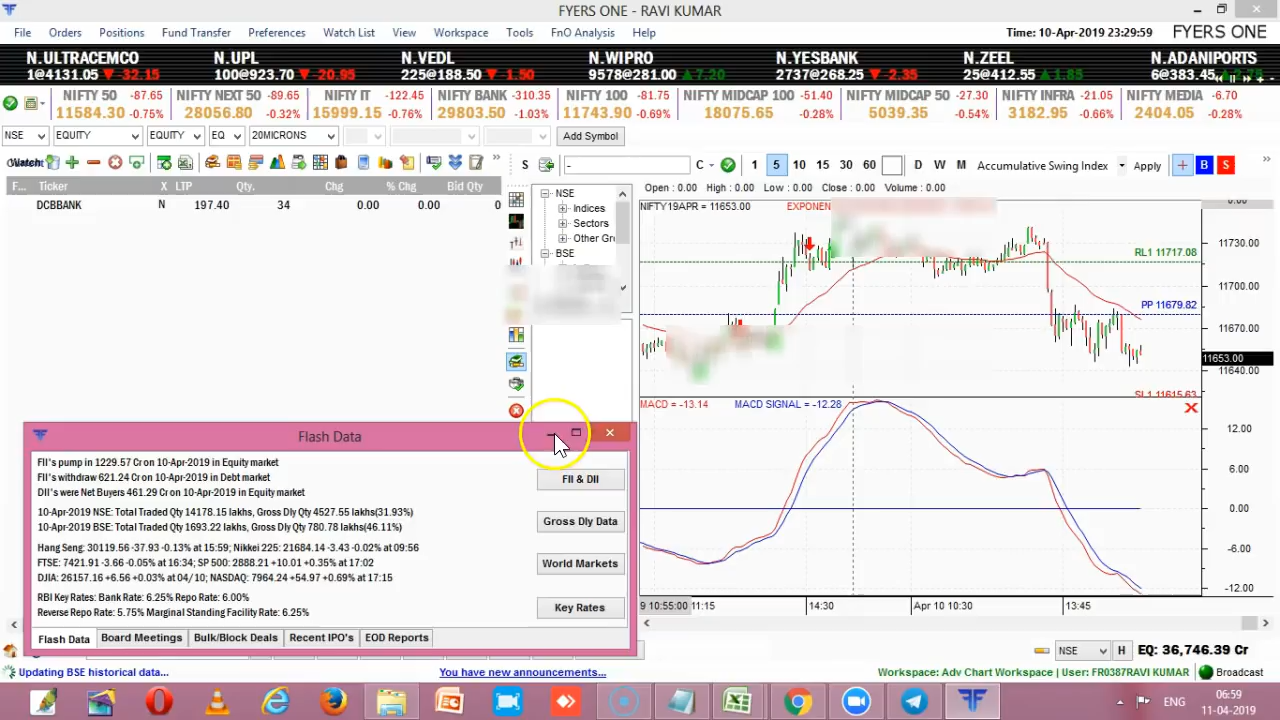 FYERS ONE - RAVI KUMAR
File Orders Positions Fund Transfer Preferences Watch List View Workspace Tools FnO Analysis Help Time: 10-Apr-2019 23:29:59 FYERS ONE
N.ULTRACEMCO N.UPL N.VEDL N.WIPRO N.YESBANK N.ZEEL N.ADANIPORTS
1@4131.05 ▼ -32.15 100@923.70 ▼ -20.95 225@188.50 ▼ -1.50 9578@281.00 ▲ 7.20 2737@268.25 ▼ -2.35 25@412.55 ▲ 1.85 6@383.45
NIFTY 50 -87.65 NIFTY NEXT 50 -89.65 NIFTY IT -122.45 NIFTY BANK -310.35 NIFTY 100 -81.75 NIFTY MIDCAP 100 -51.40 NIFTY MIDCAP 50 -27.30 NIFTY INFRA -21.05 NIFTY MEDIA -6.70
11584.30 -0.75% 28056.80 -0.32% 15999.15 -0.76% 29803.50 -1.03% 11743.90 -0.69% 18075.65 -0.28% 5039.35 -0.54% 3182.95 -0.66% 2404.05 -0.28%
NSE EQUITY EQUITY EQ 20MICRONS Add Symbol
S - C 1 5 10 15 30 60 D W M Accumulative Swing Index Apply B S
F... Ticker X LTP Qty. Chg % Chg Bid Qty
DCBBANK N 197.40 34 0.00 0.00 0
NSE
Indices
Sectors
Other Gr
BSE
Open : 0.00 High : 0.00 Low : 0.00 Close : 0.00 Volume : 0.00
NIFTY19APR = 11653.00 EXPONEN
0.00
11730.00
RL1 11717.08
11700.00
PP 11679.82
11670.00
11653.00
11640.00
SL1 11615.63
MACD = -13.14 MACD SIGNAL = -12.28
12.00
6.00
0.00
-6.00
-12.00
9 10:55:00 11:15 14:30 Apr 10 10:30 13:45
Flash Data
FII's pump in 1229.57 Cr on 10-Apr-2019 in Equity market
FII's withdraw 621.24 Cr on 10-Apr-2019 in Debt market
DII's were Net Buyers 461.29 Cr on 10-Apr-2019 in Equity market
10-Apr-2019 NSE: Total Traded Qty 14178.15 lakhs, Gross Dly Qty 4527.55 lakhs(31.93%)
10-Apr-2019 BSE: Total Traded Qty 1693.22 lakhs, Gross Dly Qty 780.78 lakhs(46.11%)
Hang Seng: 30119.56 -37.93 -0.13% at 15:59; Nikkei 225: 21684.14 -3.43 -0.02% at 09:56
FTSE: 7421.91 -3.66 -0.05% at 16:34; SP 500: 2888.21 +10.01 +0.35% at 17:02
DJIA: 26157.16 +6.56 +0.03% at 04/10; NASDAQ: 7964.24 +54.97 +0.69% at 17:15
RBI Key Rates: Bank Rate: 6.25% Repo Rate: 6.00%
Reverse Repo Rate: 5.75% Marginal Standing Facility Rate: 6.25%
FII & DII
Gross Dly Data
World Markets
Key Rates
Flash Data Board Meetings Bulk/Block Deals Recent IPO's EOD Reports
NSE H EQ: 36,746.39 Cr
Updating BSE historical data... You have new announcements... Workspace: Adv Chart Workspace | User: FR0387RAVI KUMAR Broadcast
ENG
06:59
11-04-2019